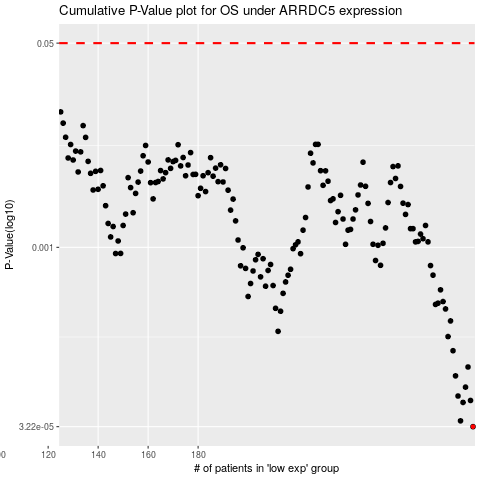 Cumulative P-Value plot for OS under ARRDC5 expression
0.05
0.001
3.22e-05
P-Value(log10)
00 120 140 160 180
# of patients in 'low exp' group